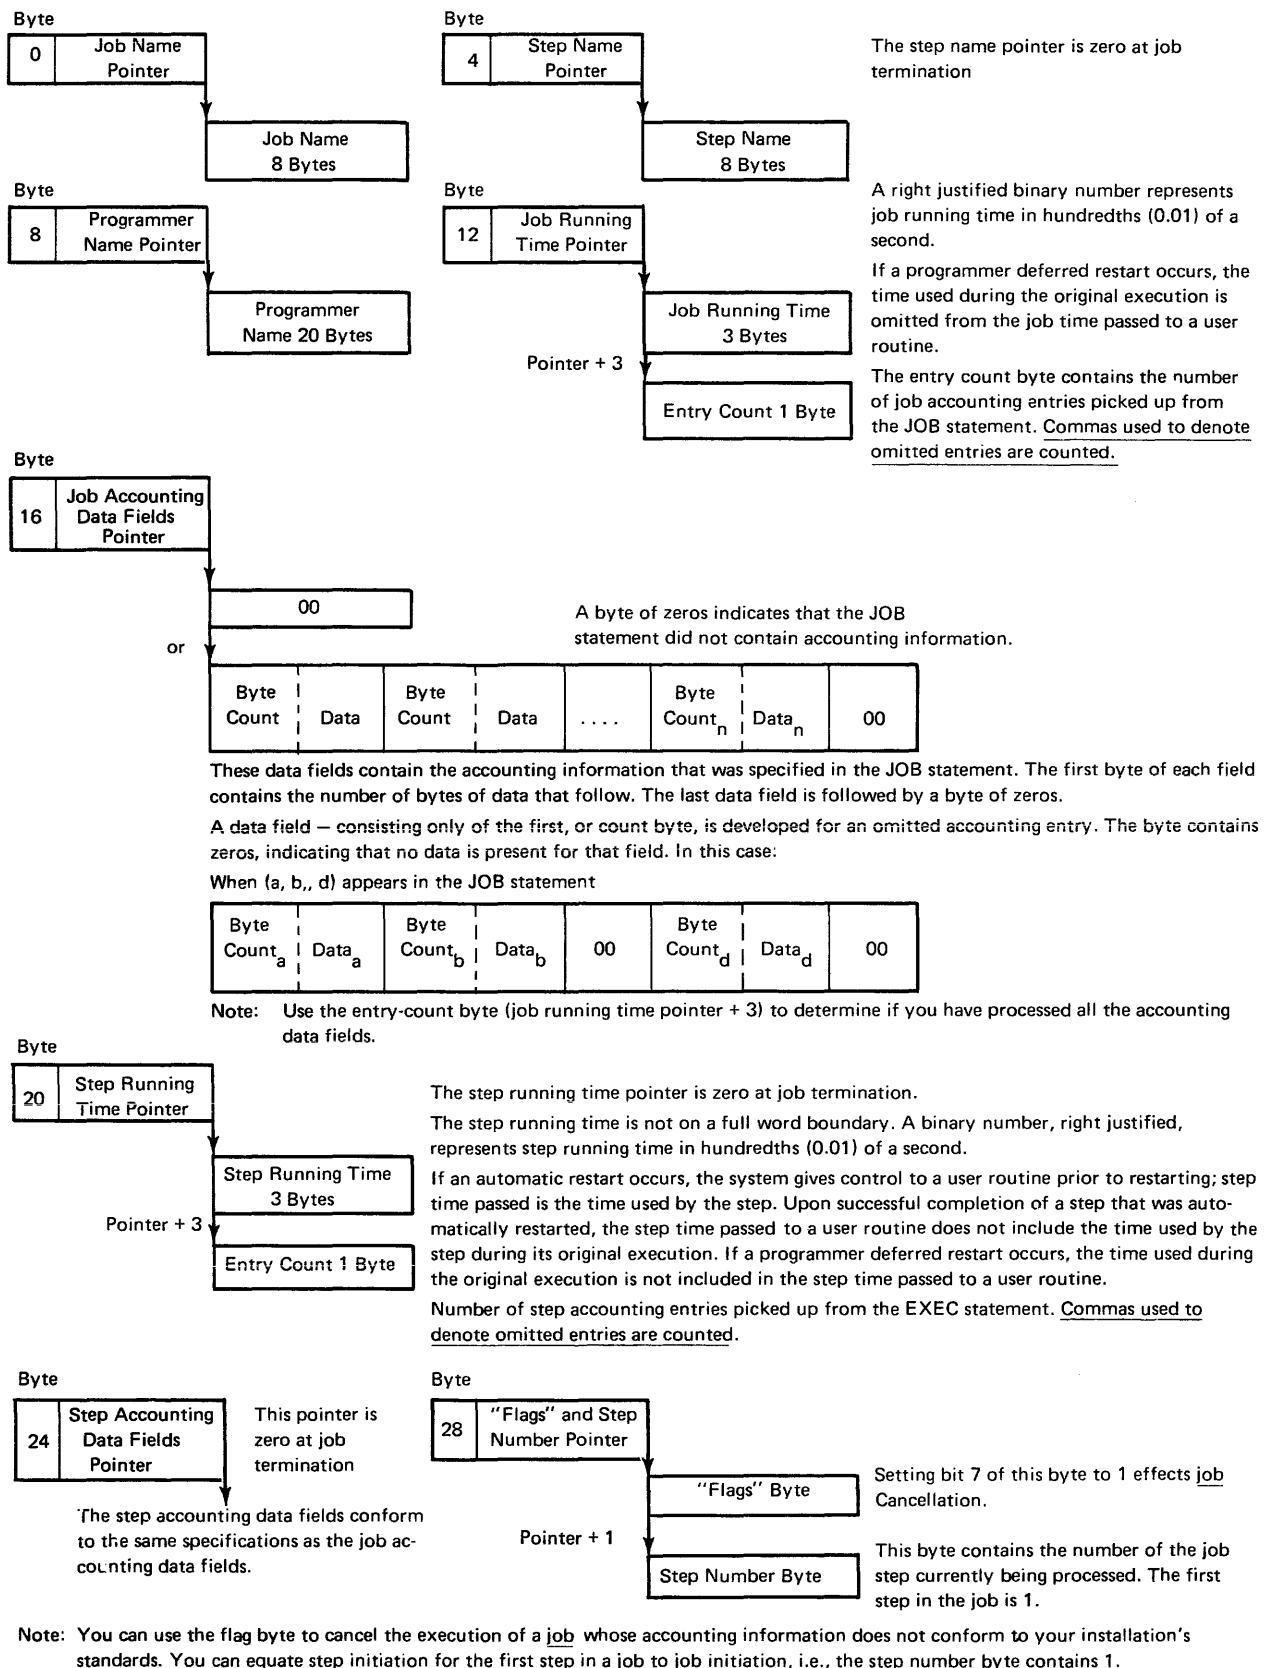 Byte
0
Job Name
Pointer
Job Name
8 Bytes
Byte
4
Step Name
Pointer
Step Name
8 Bytes
The step name pointer is zero at job
termination
Byte
8
Programmer
Name Pointer
Programmer
Name 20 Bytes
Byte
12
Job Running
Time Pointer
Job Running Time
3 Bytes
Pointer + 3
Entry Count 1 Byte
A right justified binary number represents
job running time in hundredths (0.01) of a
second.
If a programmer deferred restart occurs, the
time used during the original execution is
omitted from the job time passed to a user
routine.
The entry count byte contains the number
of job accounting entries picked up from
the JOB statement. Commas used to denote
omitted entries are counted.
Byte
16
Job Accounting
Data Fields
Pointer
00
A byte of zeros indicates that the JOB
statement did not contain accounting information.
or
Byte Count Data Byte Count Data .... Byte Count n Data n 00
These data fields contain the accounting information that was specified in the JOB statement. The first byte of each field
contains the number of bytes of data that follow. The last data field is followed by a byte of zeros.
A data field — consisting only of the first, or count byte, is developed for an omitted accounting entry. The byte contains
zeros, indicating that no data is present for that field. In this case:
When (a, b,, d) appears in the JOB statement
Byte Count a Data a Byte Count b Data b 00 Byte Count d Data d 00
Note: Use the entry-count byte (job running time pointer + 3) to determine if you have processed all the accounting
data fields.
Byte
20
Step Running
Time Pointer
Step Running Time
3 Bytes
Pointer + 3
Entry Count 1 Byte
The step running time pointer is zero at job termination.
The step running time is not on a full word boundary. A binary number, right justified,
represents step running time in hundredths (0.01) of a second.
If an automatic restart occurs, the system gives control to a user routine prior to restarting; step
time passed is the time used by the step. Upon successful completion of a step that was auto-
matically restarted, the step time passed to a user routine does not include the time used by the
step during its original execution. If a programmer deferred restart occurs, the time used during
the original execution is not included in the step time passed to a user routine.
Number of step accounting entries picked up from the EXEC statement. Commas used to
denote omitted entries are counted.
Byte
24
Step Accounting
Data Fields
Pointer
This pointer is
zero at job
termination
The step accounting data fields conform
to the same specifications as the job ac-
counting data fields.
Byte
28
"Flags" and Step
Number Pointer
"Flags" Byte
Setting bit 7 of this byte to 1 effects job
Cancellation.
Pointer + 1
Step Number Byte
This byte contains the number of the job
step currently being processed. The first
step in the job is 1.
Note: You can use the flag byte to cancel the execution of a job whose accounting information does not conform to your installation's
standards. You can equate step initiation for the first step in a job to job initiation, i.e., the step number byte contains 1.